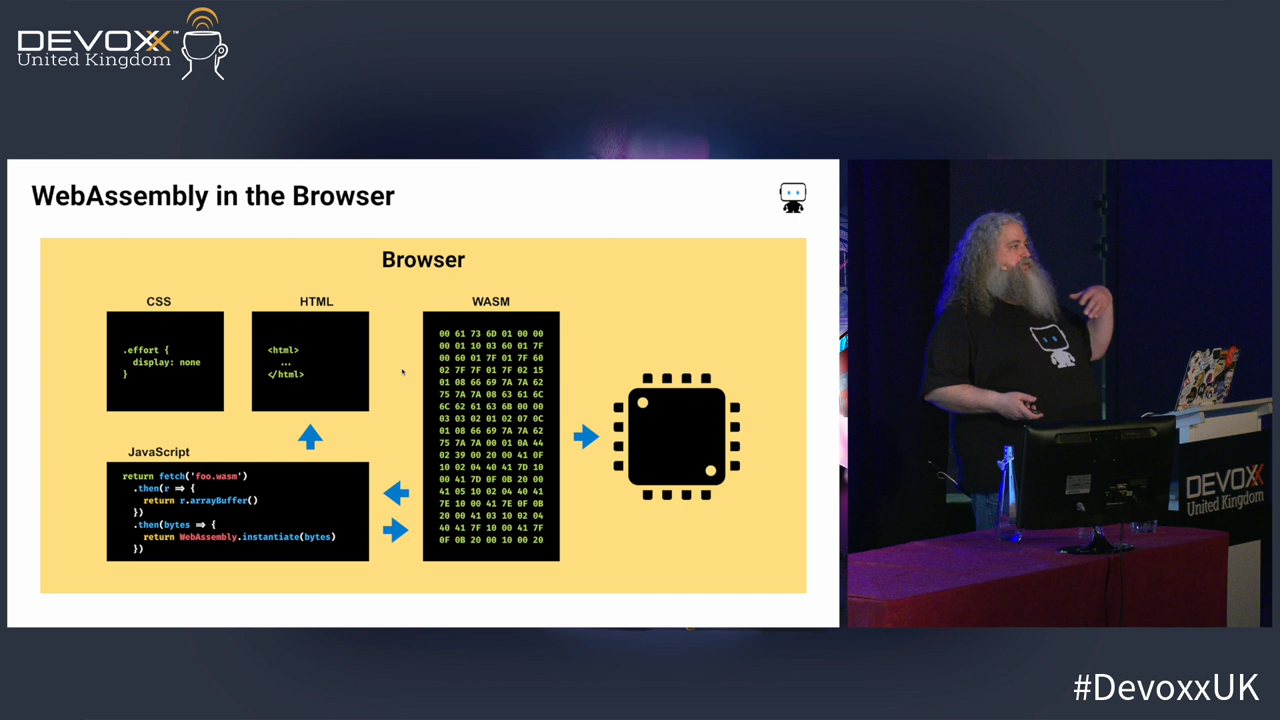 DEVOXX™
United Kingdom
WebAssembly in the Browser
Browser
CSS
.effort {
display: none
}
HTML
<html>
...
</html>
JavaScript
return fetch('foo.wasm')
.then(r ⇒ {
return r.arrayBuffer()
})
.then(bytes ⇒ {
return WebAssembly.instantiate(bytes)
})
WASM
00 61 73 6D 01 00 00
00 01 10 03 60 01 7F
00 60 01 7F 01 7F 60
02 7F 7F 01 7F 02 15
01 08 66 69 7A 7A 62
75 7A 7A 08 63 61 6C
6C 62 61 63 6B 00 00
03 03 02 01 02 07 0C
01 08 66 69 7A 7A 62
75 7A 7A 00 01 0A 44
02 39 00 20 00 41 0F
10 02 04 40 41 7D 10
00 41 7D 0F 0B 20 00
41 05 10 02 04 40 41
7E 10 00 41 7E 0F 0B
20 00 41 03 10 02 04
40 41 7F 10 00 41 7F
0F 0B 20 00 10 00 20
DEVOXX
United Kingdom
#DevoxxUK